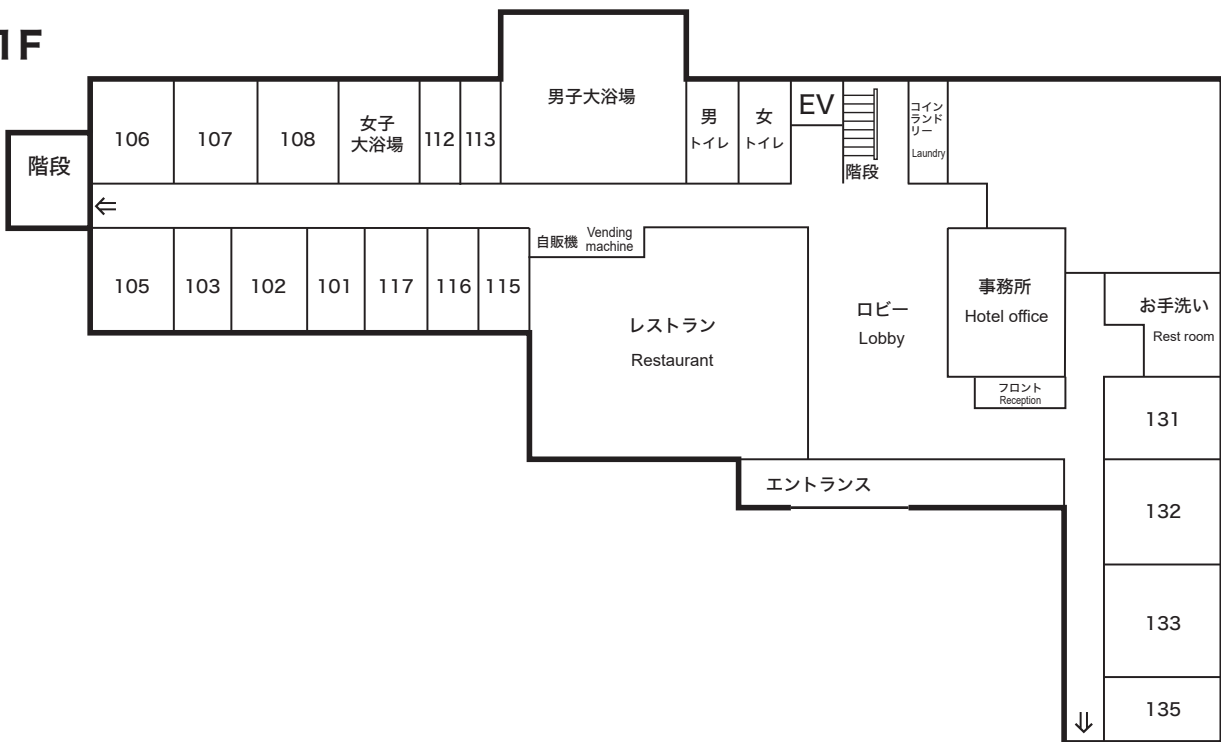 1F
階段
⇐
106
107
108
女子
大浴場
112
113
男子大浴場
男
トイレ
女
トイレ
EV
階段
コイン
ランド
リー
Laundry
105
103
102
101
117
116
115
自販機
Vending
machine
レストラン
Restaurant
ロビー
Lobby
事務所
Hotel office
フロント
Reception
お手洗い
Rest room
エントランス
131
132
133
135
⇓